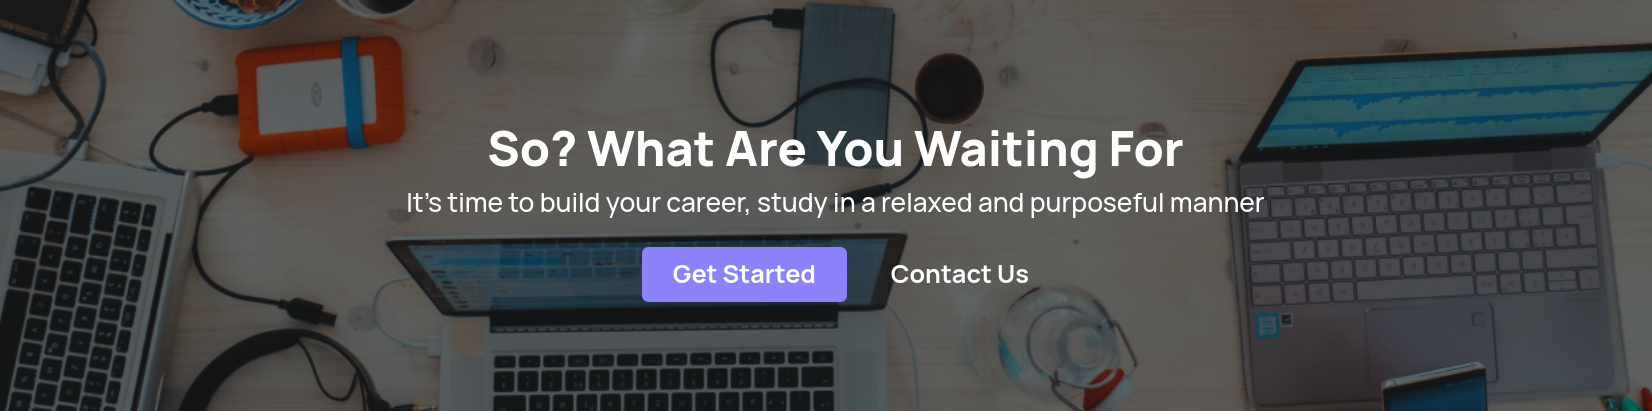 So? What Are You Waiting For
It's time to build your career, study in a relaxed and purposeful manner
Get Started
Contact Us